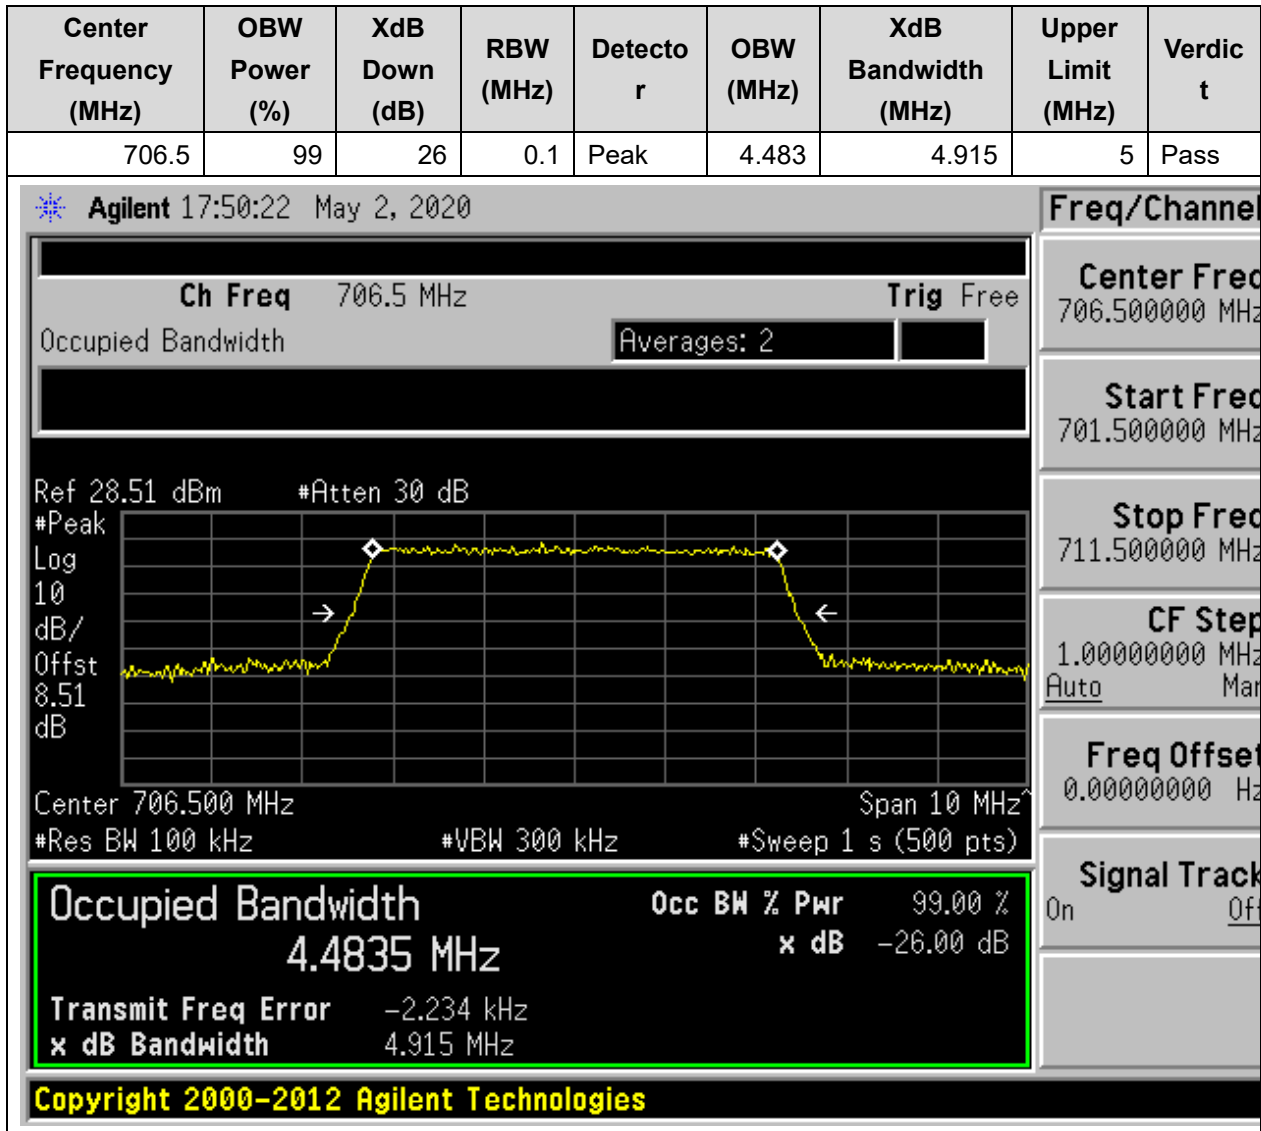 Center Frequency (MHz) OBW Power (%) XdB Down (dB) RBW (MHz) Detector OBW (MHz) XdB Bandwidth (MHz) Upper Limit (MHz) Verdict
706.5 99 26 0.1 Peak 4.483 4.915 5 Pass
Agilent 17:50:22 May 2, 2020
Freq/Channel
Ch Freq 706.5 MHz Trig Free
Occupied Bandwidth Averages: 2
Center Freq
706.500000 MHz
Start Freq
701.500000 MHz
Stop Freq
711.500000 MHz
CF Step
1.00000000 MHz
Auto Man
Freq Offset
0.00000000 Hz
Signal Track
On Off
Ref 28.51 dBm #Atten 30 dB
#Peak
Log
10
dB/
Offst
8.51
dB
Center 706.500 MHz Span 10 MHz^
#Res BW 100 kHz #VBW 300 kHz #Sweep 1 s (500 pts)
Occupied Bandwidth Occ BW % Pwr 99.00 %
4.4835 MHz x dB -26.00 dB
Transmit Freq Error -2.234 kHz
x dB Bandwidth 4.915 MHz
Copyright 2000-2012 Agilent Technologies